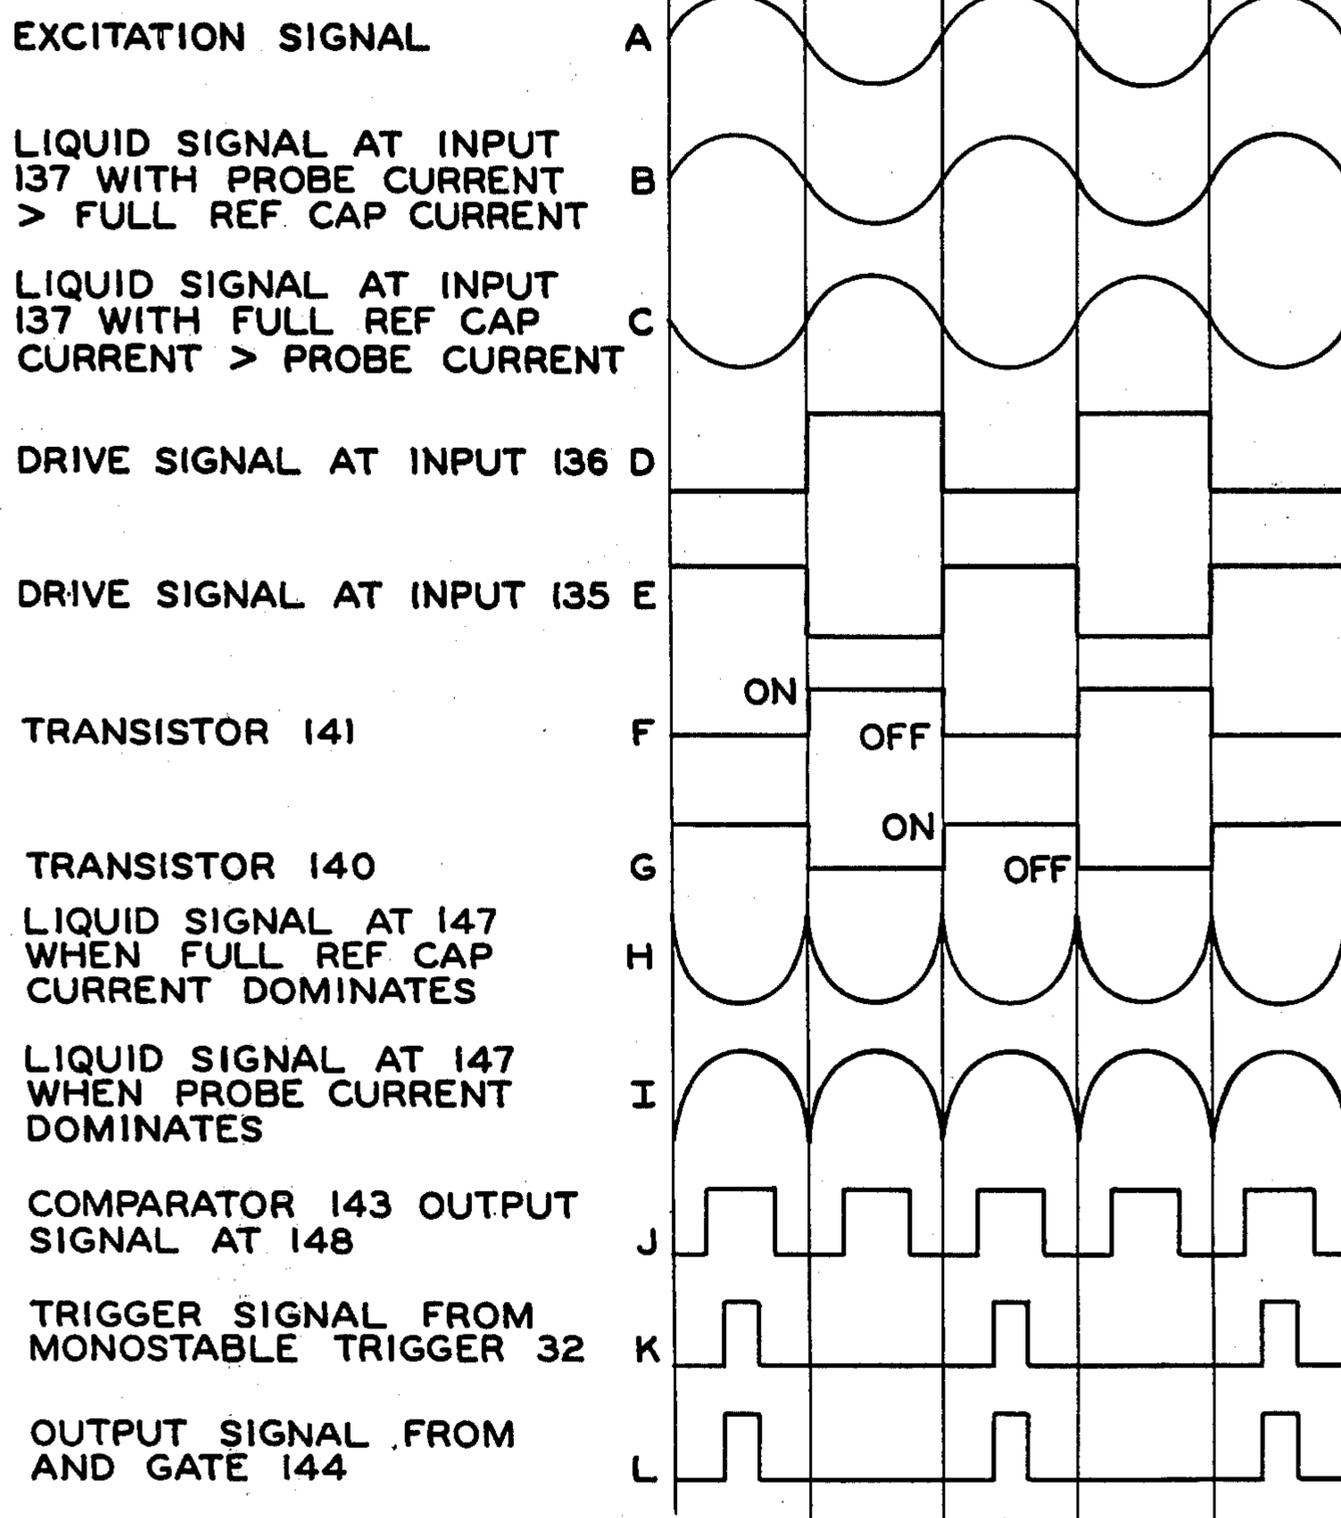 EXCITATION SIGNAL A
LIQUID SIGNAL AT INPUT
137 WITH PROBE CURRENT B
> FULL REF. CAP CURRENT
LIQUID SIGNAL AT INPUT
137 WITH FULL REF CAP C
CURRENT > PROBE CURRENT
DRIVE SIGNAL AT INPUT 136 D
DRIVE SIGNAL AT INPUT 135 E
ON
TRANSISTOR 141 F OFF
ON
TRANSISTOR 140 G OFF
LIQUID SIGNAL AT 147
WHEN FULL REF CAP H
CURRENT DOMINATES
LIQUID SIGNAL AT 147
WHEN PROBE CURRENT I
DOMINATES
COMPARATOR 143 OUTPUT
SIGNAL AT 148 J
TRIGGER SIGNAL FROM
MONOSTABLE TRIGGER 32 K
OUTPUT SIGNAL FROM
AND GATE 144 L